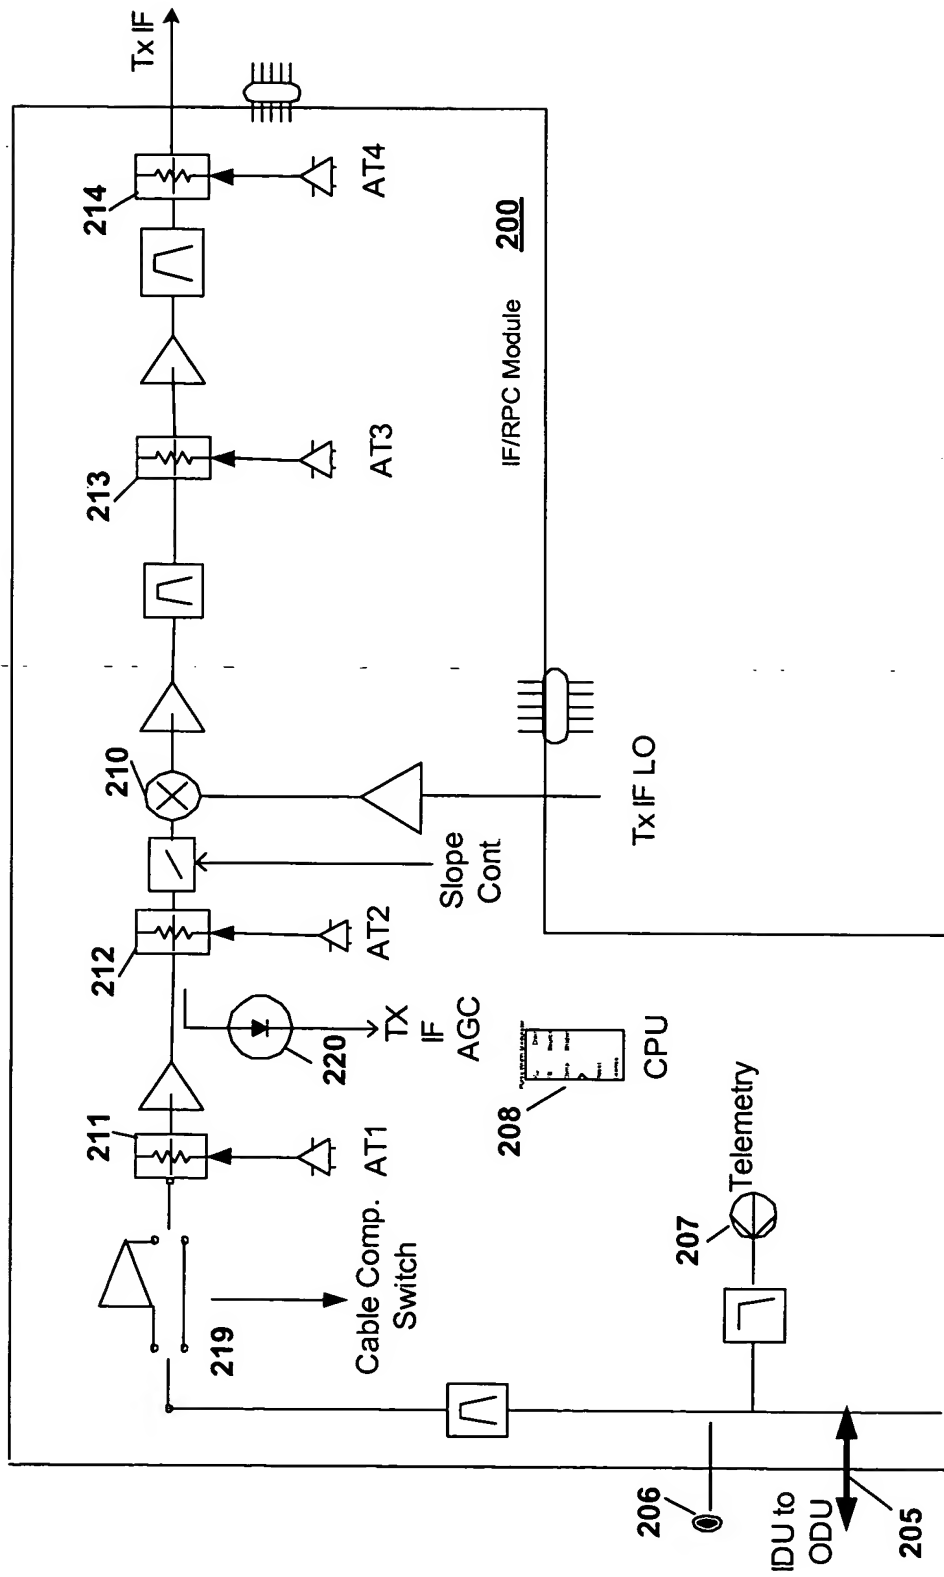 Tx IF
214
AT4
200
IF/RPC Module
213
AT3
210
Tx IF LO
Slope
Cont.
212
AT2
220
TX
IF
AGC
208
CPU
211
AT1
Cable Comp.
Switch
219
207
Telemetry
206
IDU to
ODU
205